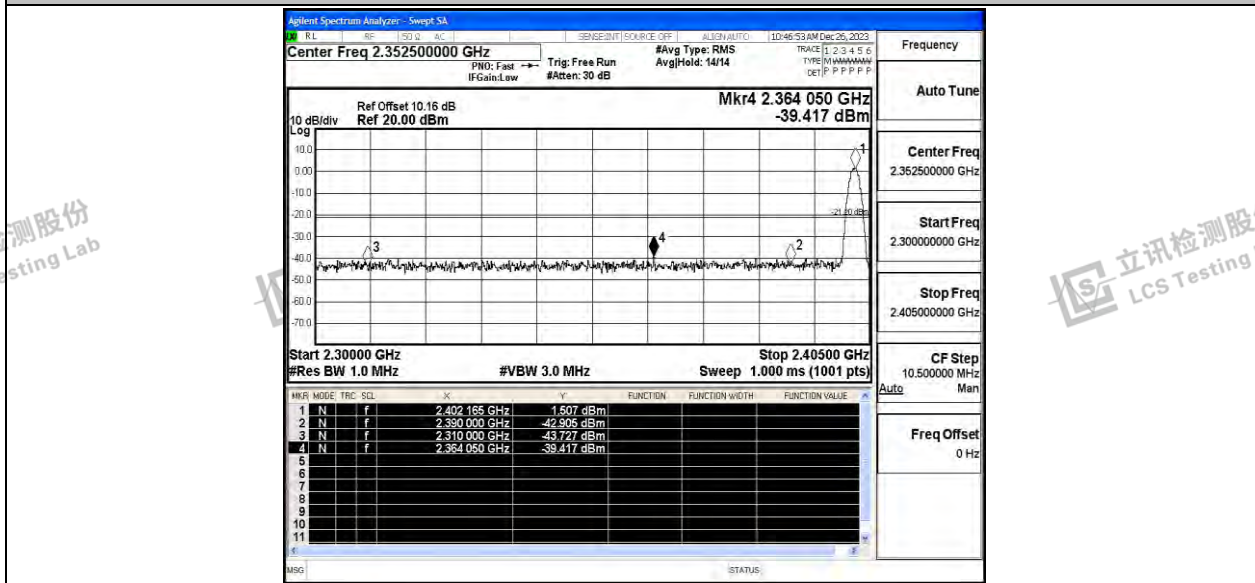 Agilent Spectrum Analyzer - Swept SA
RL RF 50 Ω AC SENSE:INT SOURCE OFF ALIGN AUTO 10:46:53 AM Dec 26, 2023
Center Freq 2.352500000 GHz
#Avg Type: RMS
TRACE 1 2 3 4 5 6
PNO: Fast
Trig: Free Run
Avg|Hold: 14/14
TYPE M WWWWW
IFGain:Low
#Atten: 30 dB
DET P P P P P P
Mkr4 2.364 050 GHz
Ref Offset 10.16 dB
-39.417 dBm
10 dB/div
Ref 20.00 dBm
Log
10.0
1
0.00
-10.0
-20.0
-21.20 dBm
-30.0
3
4
2
-40.0
-50.0
-60.0
-70.0
Start 2.30000 GHz
Stop 2.40500 GHz
#Res BW 1.0 MHz
#VBW 3.0 MHz
Sweep 1.000 ms (1001 pts)
MKR MODE TRC SCL X Y FUNCTION FUNCTION WIDTH FUNCTION VALUE
1 N f 2.402 165 GHz 1.507 dBm
2 N f 2.390 000 GHz -42.905 dBm
3 N f 2.310 000 GHz -43.727 dBm
4 N f 2.364 050 GHz -39.417 dBm
5
6
7
8
9
10
11
MSG
STATUS
Frequency
Auto Tune
Center Freq
2.352500000 GHz
Start Freq
2.300000000 GHz
Stop Freq
2.405000000 GHz
CF Step
10.500000 MHz
Auto Man
Freq Offset
0 Hz
测股份
sting Lab
立讯检测股
LCS Testing